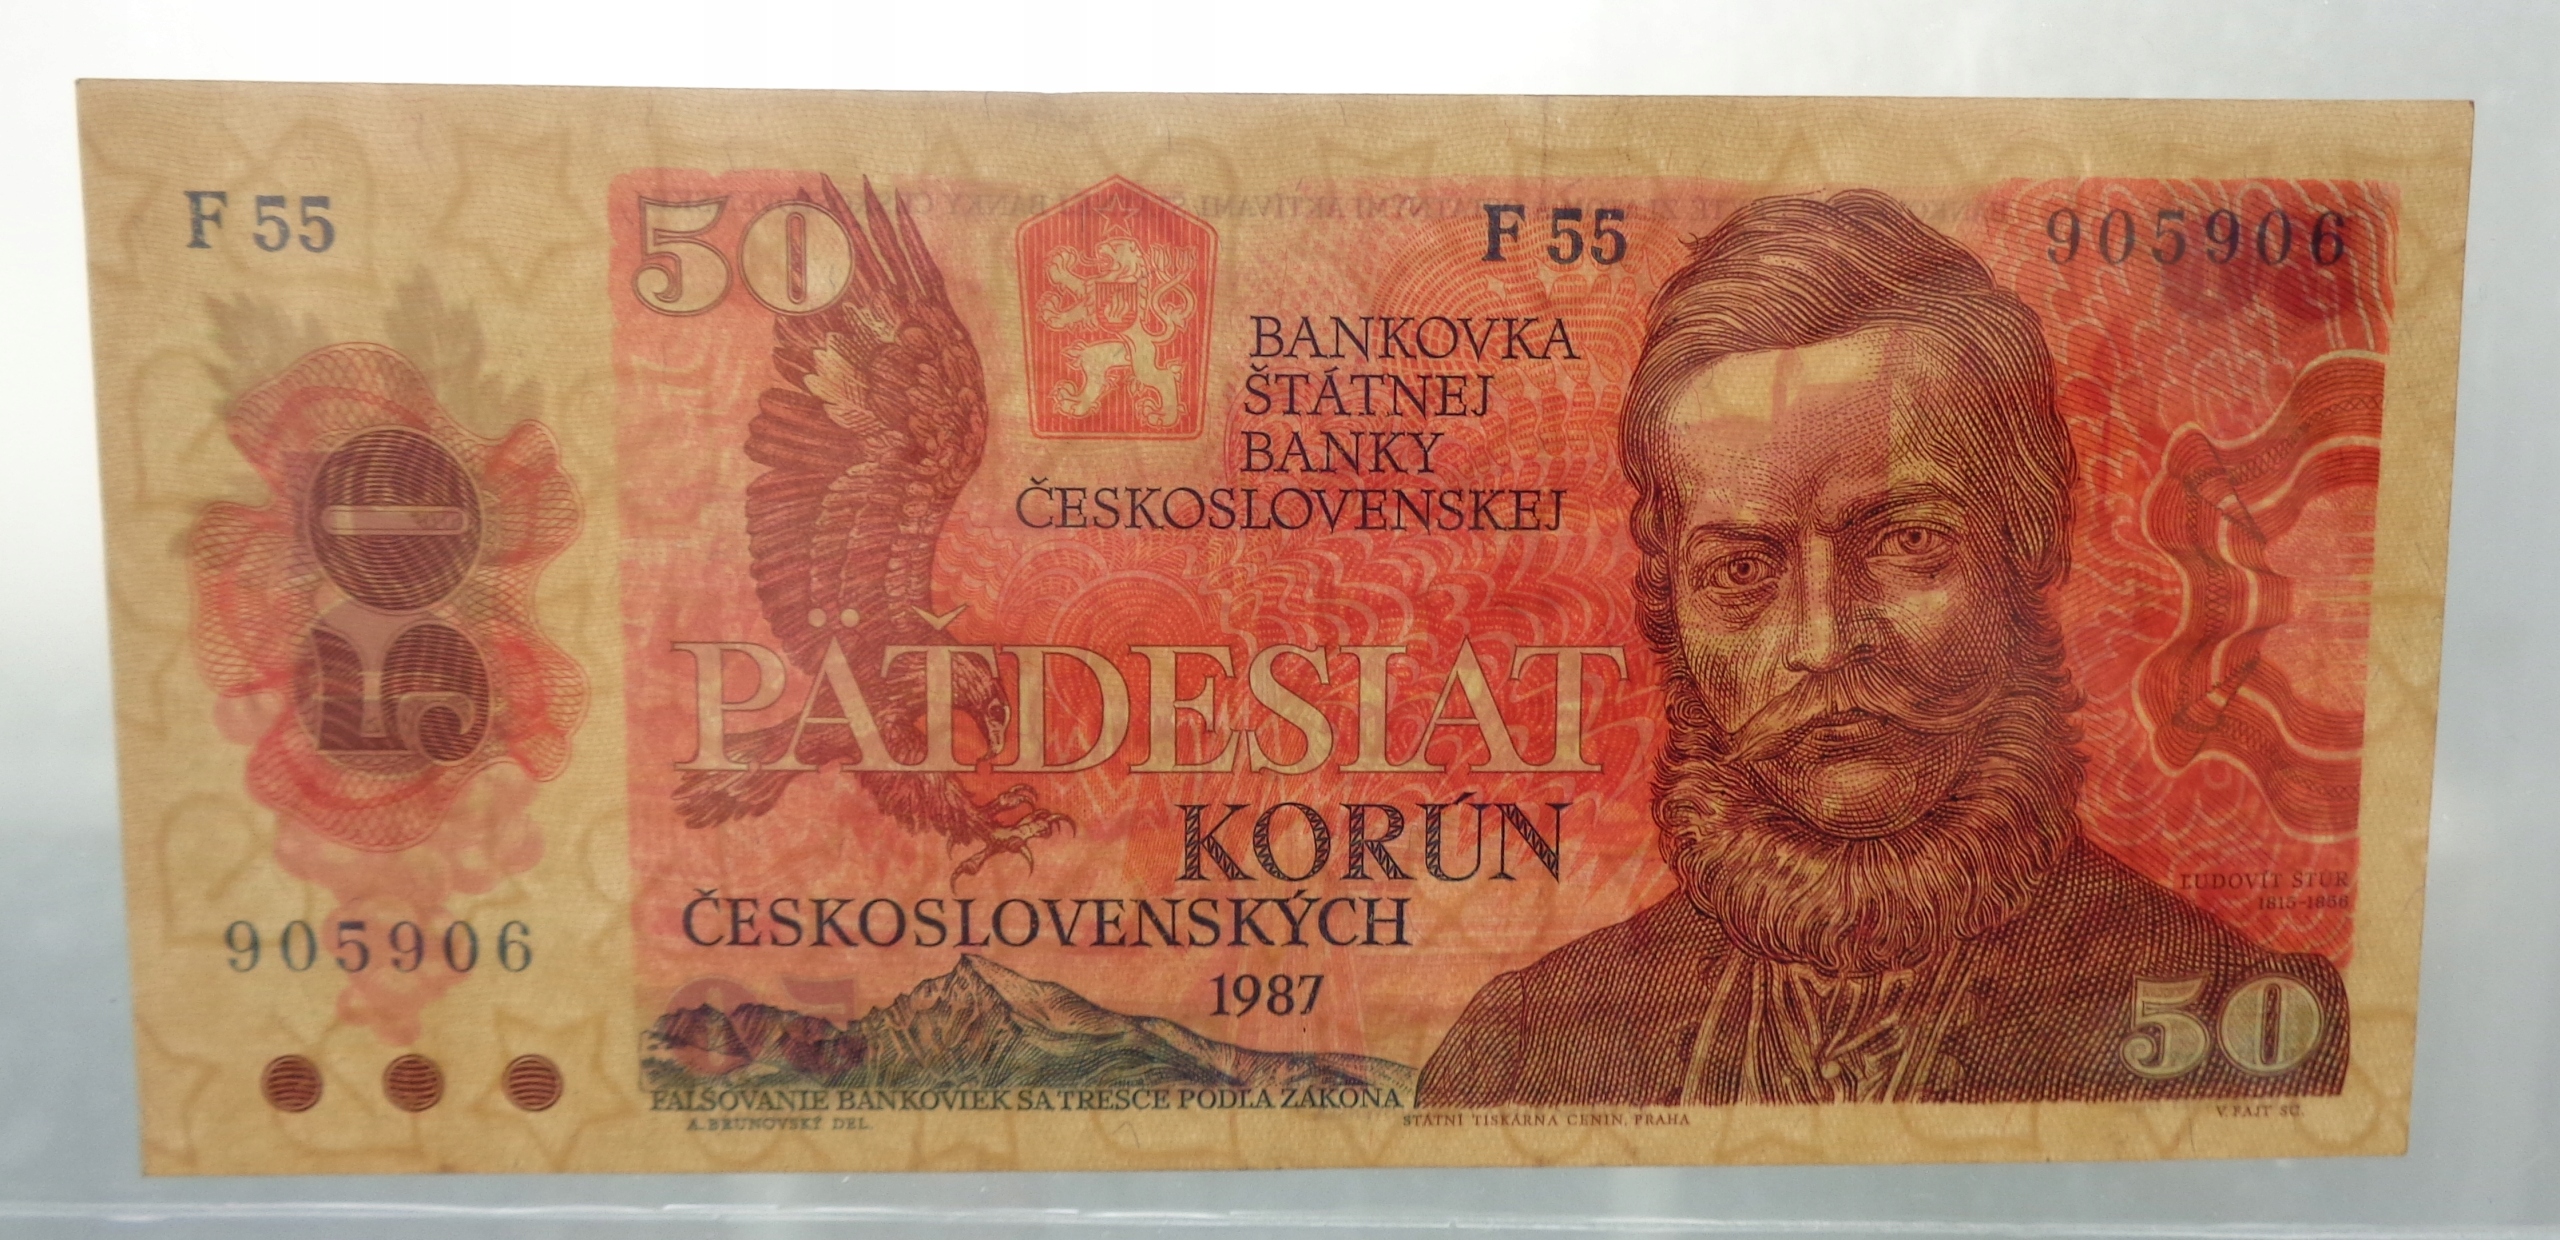 F 55
50
F 55
905906
BANKOVKA
ŠTÁTNEJ
BANKY
ČESKOSLOVENSKEJ
50
PÄŤDESIAT
KORÚN
ČESKOSLOVENSKÝCH
1987
ĽUDOVÍT ŠTÚR
1815-1856
905906
50
FALŠOVANIE BANKOVIEK SA TRESCE PODĽA ZÁKONA
A. BRUNOVSKÝ DEL.
STÁTNÍ TISKÁRNA CENIN, PRAHA
V. FAJT SC.